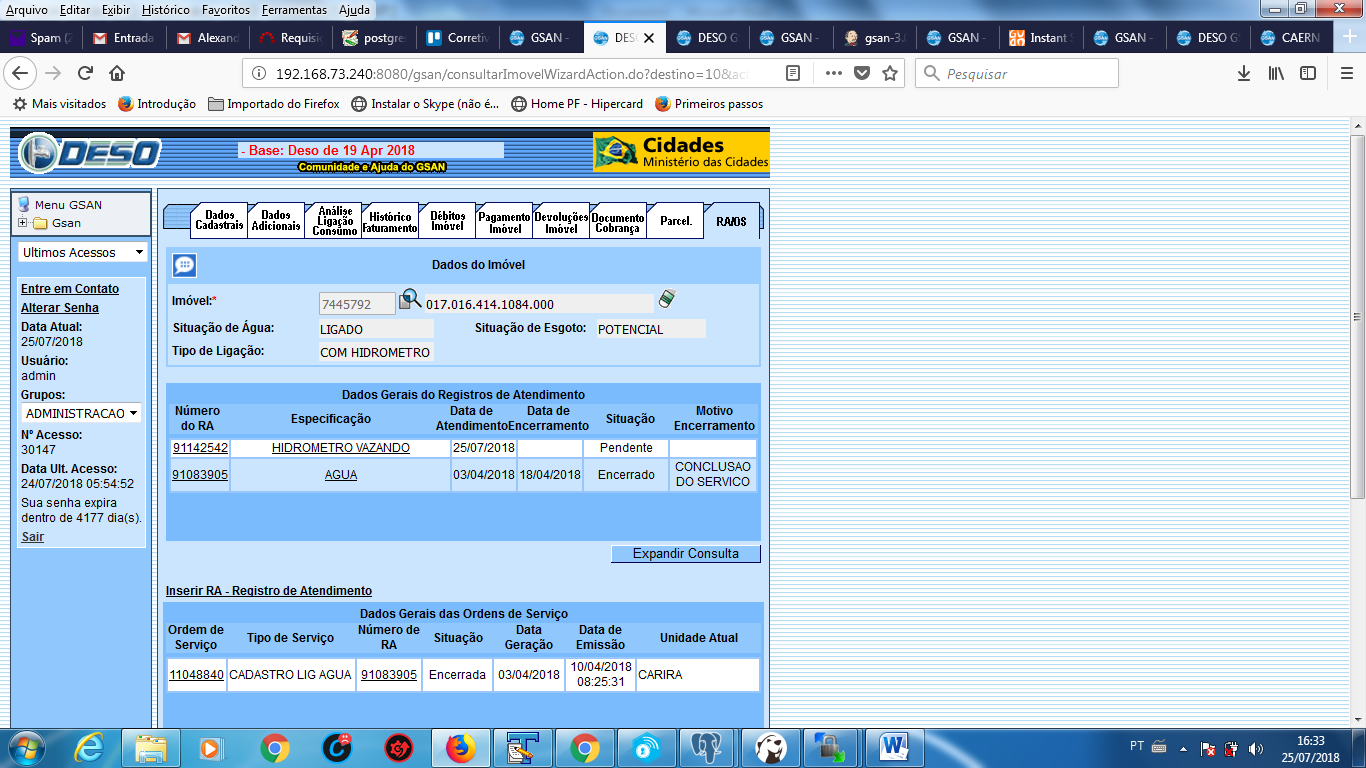 Arquivo Editar Exibir Histórico Favoritos Ferramentas Ajuda
Spam (2 Entrada Alexand Requisi postgre Corretiv GSAN - DESO DESO G GSAN - gsan-3. GSAN - Instant S GSAN - DESO GS CAERN
192.168.73.240:8080/gsan/consultarImovelWizardAction.do?destino=10&ac Pesquisar
Mais visitados Introdução Importado do Firefox Instalar o Skype (não é... Home PF - Hipercard Primeiros passos
DESO
- Base: Deso de 19 Apr 2018
Comunidade e Ajuda do GSAN
Cidades
Ministério das Cidades
Menu GSAN
Gsan
Ultimos Acessos
Entre em Contato
Alterar Senha
Data Atual:
25/07/2018
Usuário:
admin
Grupos:
ADMINISTRACAO
Nº Acesso:
30147
Data Ult. Acesso:
24/07/2018 05:54:52
Sua senha expira
dentro de 4177 dia(s).
Sair
Dados Cadastrais
Dados Adicionais
Análise Ligação Consumo
Histórico Faturamento
Débitos Imóvel
Pagamento Imóvel
Devoluções Imóvel
Documento Cobrança
Parcel.
RA/OS
Dados do Imóvel
Imóvel:* 7445792 017.016.414.1084.000
Situação de Água: LIGADO Situação de Esgoto: POTENCIAL
Tipo de Ligação: COM HIDROMETRO
Dados Gerais do Registros de Atendimento
Número do RA Especificação Data de Atendimento Data de Encerramento Situação Motivo Encerramento
91142542 HIDROMETRO VAZANDO 25/07/2018 Pendente
91083905 AGUA 03/04/2018 18/04/2018 Encerrado CONCLUSAO DO SERVICO
Expandir Consulta
Inserir RA - Registro de Atendimento
Dados Gerais das Ordens de Serviço
Ordem de Serviço Tipo de Serviço Número de RA Situação Data Geração Data de Emissão Unidade Atual
11048840 CADASTRO LIG AGUA 91083905 Encerrada 03/04/2018 10/04/2018 08:25:31 CARIRA
PT
16:33
25/07/2018